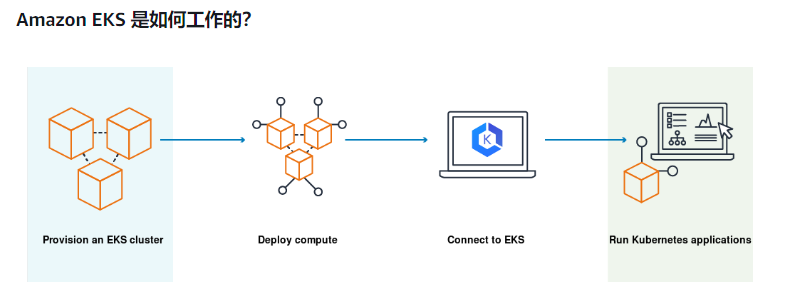 Amazon EKS 是如何工作的?
Provision an EKS cluster
Deploy compute
Connect to EKS
Run Kubernetes applications
K